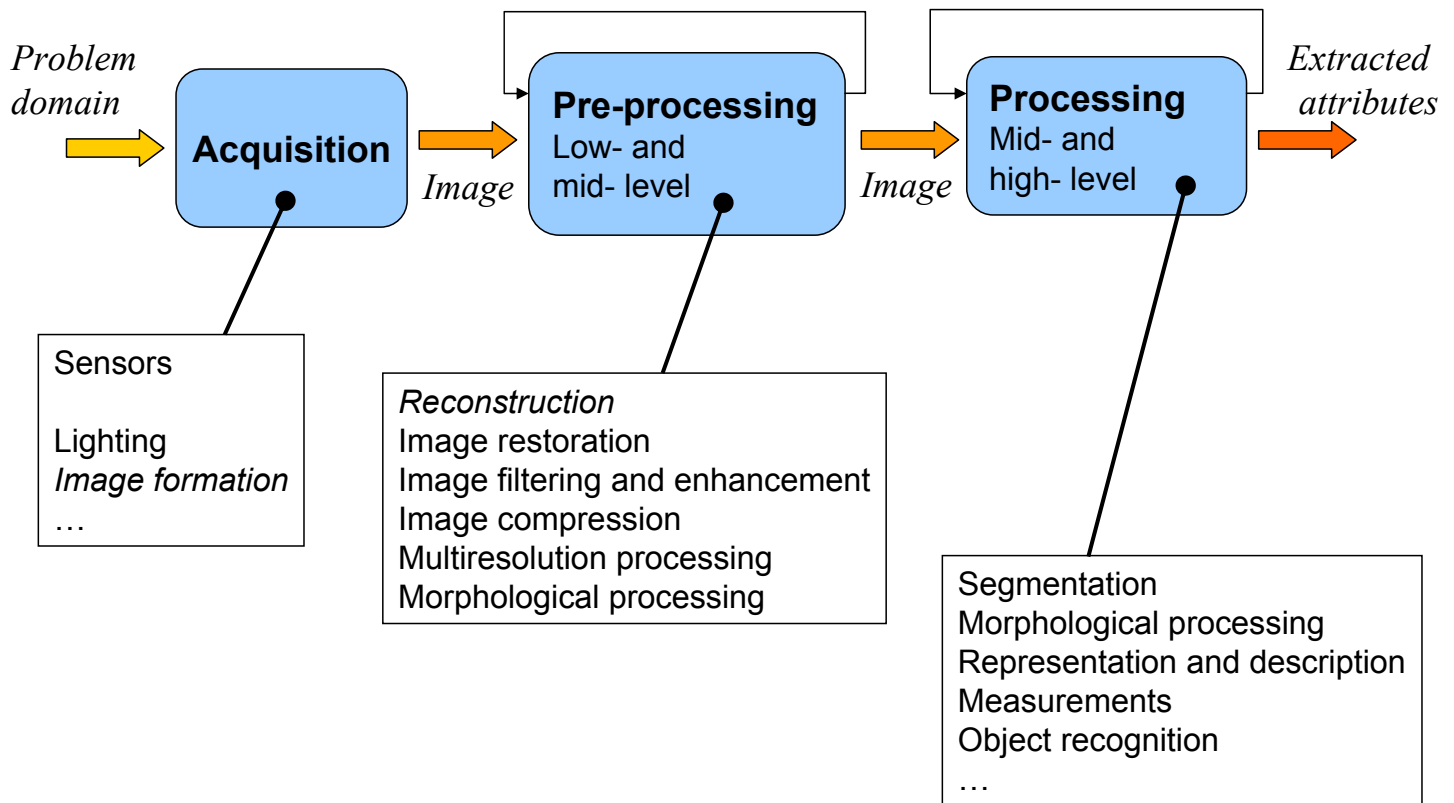 Problem
domain
Acquisition
Image
Pre-processing
Low- and
mid- level
Image
Processing
Mid- and
high- level
Extracted
attributes
Sensors
Lighting
Image formation
…
Reconstruction
Image restoration
Image filtering and enhancement
Image compression
Multiresolution processing
Morphological processing
Segmentation
Morphological processing
Representation and description
Measurements
Object recognition
…